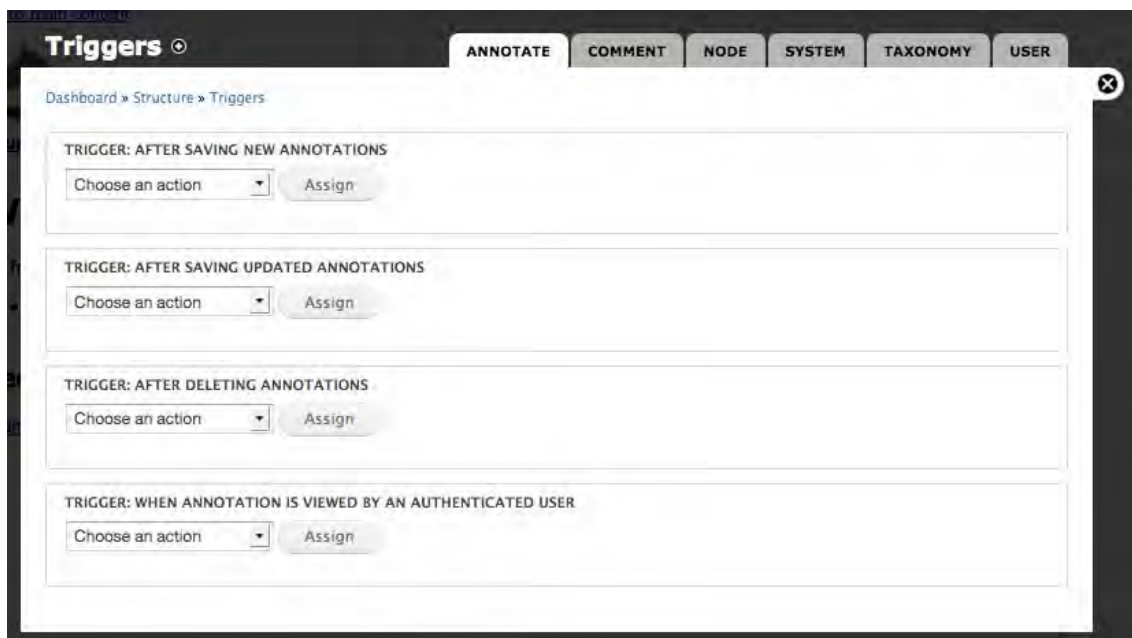 Triggers
ANNOTATE COMMENT NODE SYSTEM TAXONOMY USER
Dashboard » Structure » Triggers
TRIGGER: AFTER SAVING NEW ANNOTATIONS
Choose an action Assign
TRIGGER: AFTER SAVING UPDATED ANNOTATIONS
Choose an action Assign
TRIGGER: AFTER DELETING ANNOTATIONS
Choose an action Assign
TRIGGER: WHEN ANNOTATION IS VIEWED BY AN AUTHENTICATED USER
Choose an action Assign